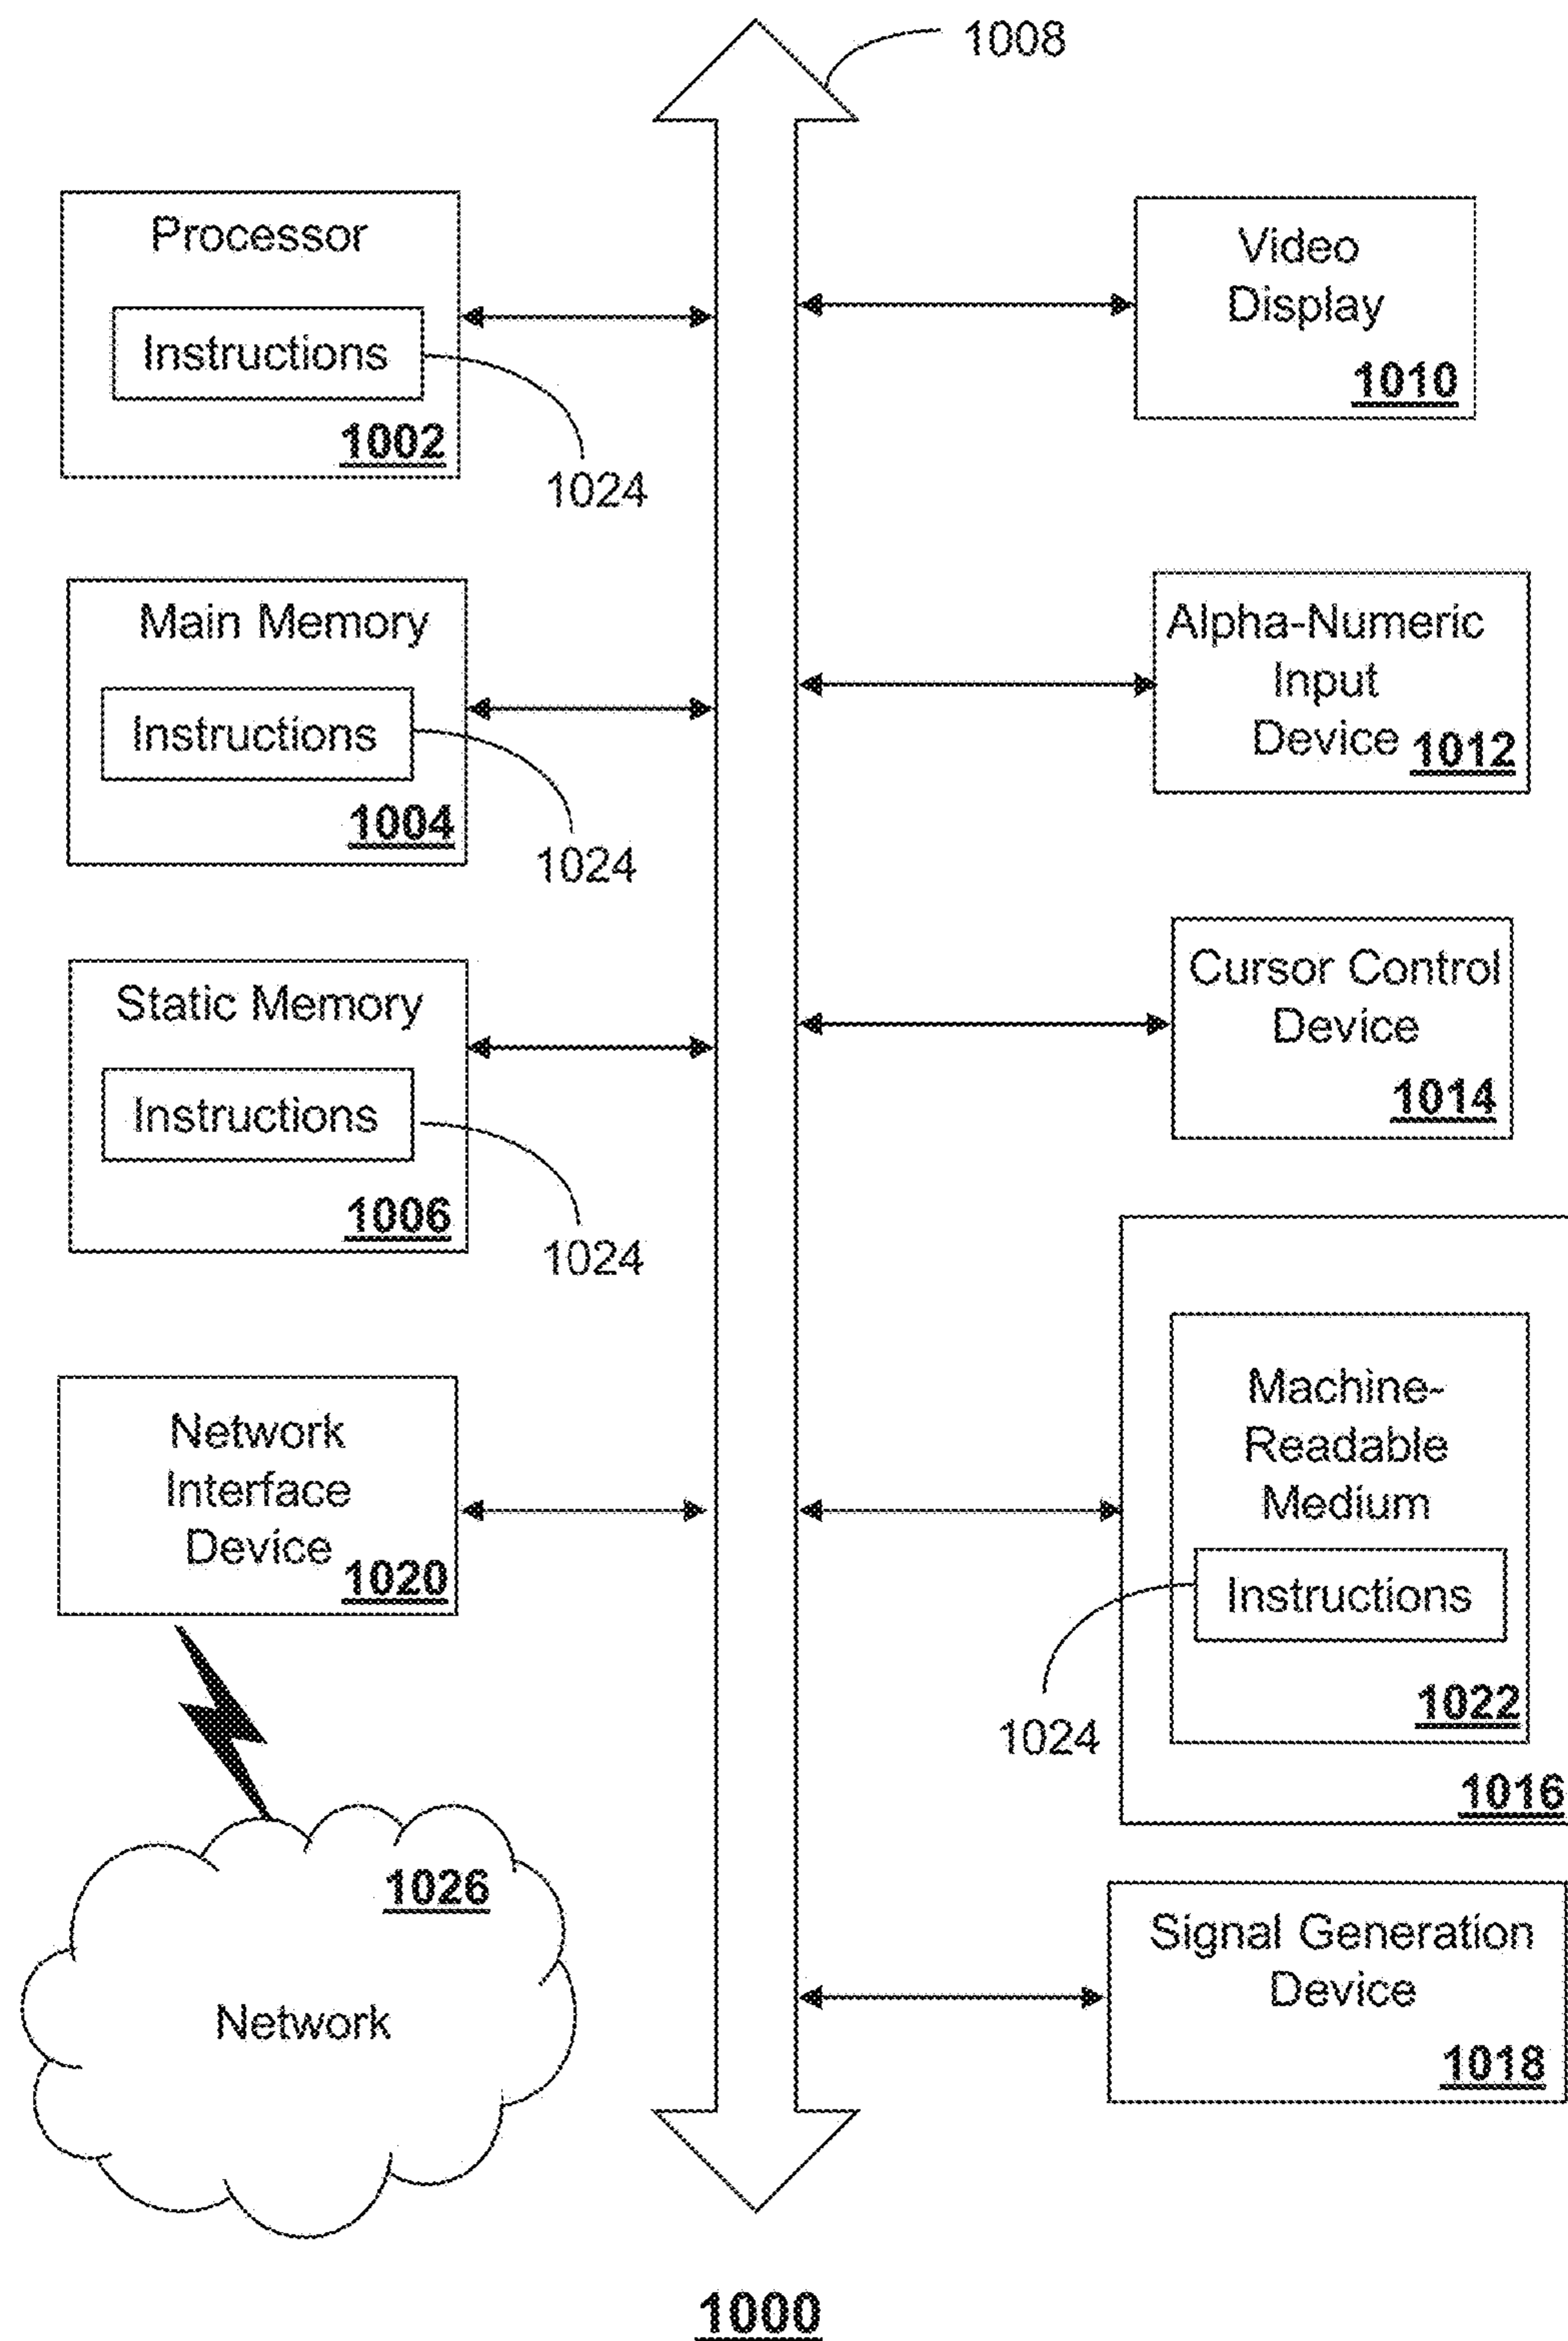 1008
Processor
Instructions
1002
1024
Video
Display
1010
Main Memory
Instructions
1004
1024
Alpha-Numeric
Input
Device 1012
Static Memory
Instructions
1006
1024
Cursor Control
Device
1014
Network
Interface
Device 1020
Machine-
Readable
Medium
Instructions
1022
1024
1016
1026
Network
Signal Generation
Device
1018
1000